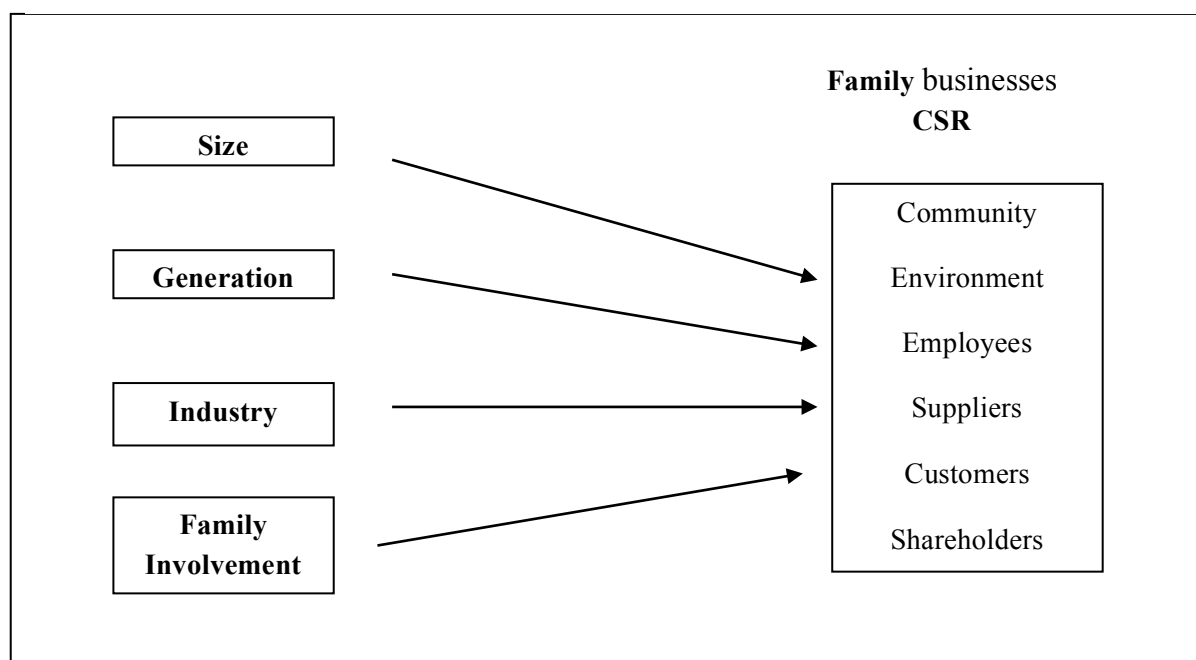 Family businesses
CSR
Size
Generation
Industry
Family
Involvement
Community
Environment
Employees
Suppliers
Customers
Shareholders